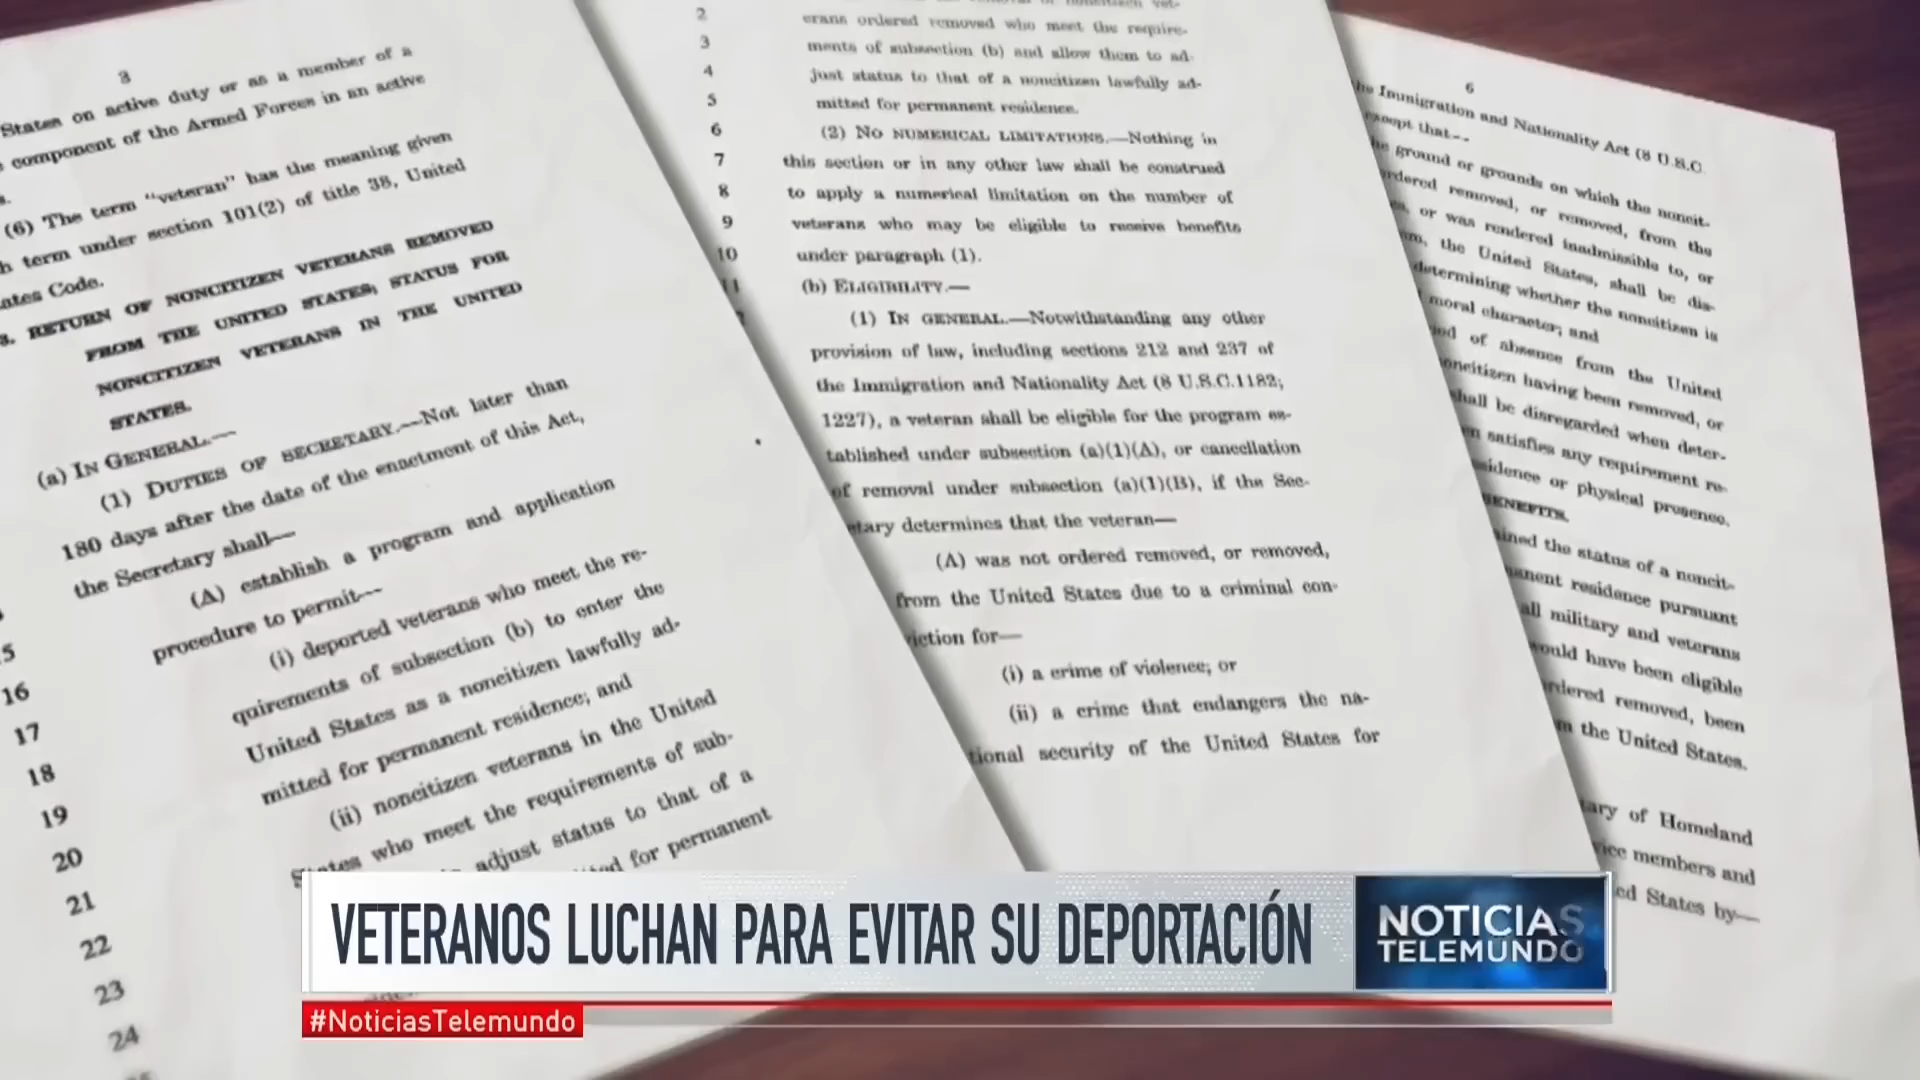 3
States on active duty or as a member of a
component of the Armed Forces in an active
(6) The term "veteran" has the meaning given
term under section 101(2) of title 38, United
Code.
RETURN OF NONCITIZEN VETERANS REMOVED
FROM THE UNITED STATES; STATUS FOR
NONCITIZEN VETERANS IN THE UNITED
STATES.
(a) IN GENERAL.—
(1) DUTIES OF SECRETARY.—Not later than
180 days after the date of the enactment of this Act,
the Secretary shall—
(A) establish a program and application
procedure to permit—
(i) deported veterans who meet the re-
16 quirements of subsection (b) to enter the
17 United States as a noncitizen lawfully ad-
18 mitted for permanent residence; and
19 (ii) noncitizen veterans in the United
20 States who meet the requirements of sub-
21 adjust status to that of a
22 for permanent
23
24
2 erans ordered removed who meet the require-
3 ments of subsection (b) and allow them to ad-
4 just status to that of a noncitizen lawfully ad-
5 mitted for permanent residence.
6 (2) NO NUMERICAL LIMITATIONS.—Nothing in
7 this section or in any other law shall be construed
8 to apply a numerical limitation on the number of
9 veterans who may be eligible to receive benefits
10 under paragraph (1).
11 (b) ELIGIBILITY.—
(1) IN GENERAL.—Notwithstanding any other
provision of law, including sections 212 and 237 of
the Immigration and Nationality Act (8 U.S.C.1182;
1227), a veteran shall be eligible for the program es-
tablished under subsection (a)(1)(A), or cancellation
of removal under subsection (a)(1)(B), if the Sec-
etary determines that the veteran—
(A) was not ordered removed, or removed,
from the United States due to a criminal con-
viction for—
(i) a crime of violence; or
(ii) a crime that endangers the na-
tional security of the United States for
6
the Immigration and Nationality Act (8 U.S.C.
except that--
the ground or grounds on which the noncit-
ordered removed, or removed, from the
or was rendered inadmissible to, or
the United States, shall be dis-
determining whether the noncitizen is
moral character; and
of absence from the United
noncitizen having been removed, or
shall be disregarded when deter-
satisfies any requirement re-
residence or physical presence.
BENEFITS.
the status of a noncit-
permanent residence pursuant
all military and veterans
would have been eligible
ordered removed, been
the United States.
of Homeland
members and
States by—
VETERANOS LUCHAN PARA EVITAR SU DEPORTACIÓN
NOTICIAS
TELEMUNDO
#NoticiasTelemundo